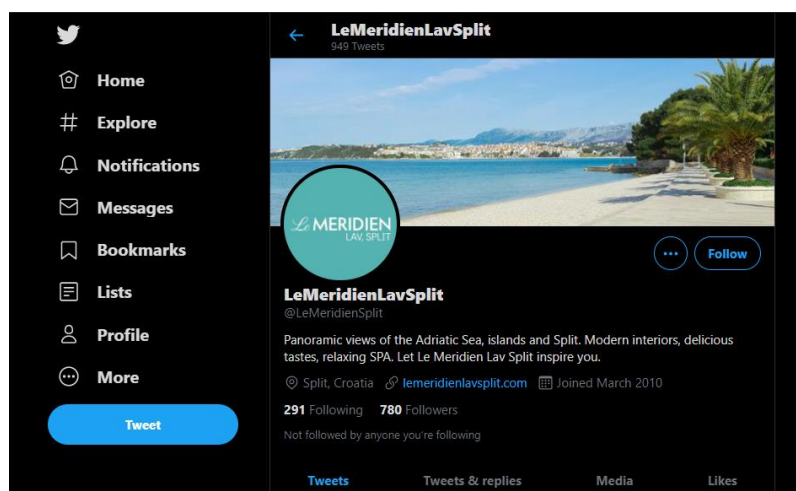 Home
Explore
Notifications
Messages
Bookmarks
Lists
Profile
More
Tweet
LeMeridienLavSplit
949 Tweets
Le MERIDIEN
LAV, SPLIT
Follow
LeMeridienLavSplit
@LeMeridienSplit
Panoramic views of the Adriatic Sea, islands and Split. Modern interiors, delicious
tastes, relaxing SPA. Let Le Meridien Lav Split inspire you.
Split, Croatia lemeridienlavsplit.com Joined March 2010
291 Following 780 Followers
Not followed by anyone you're following
Tweets Tweets & replies Media Likes